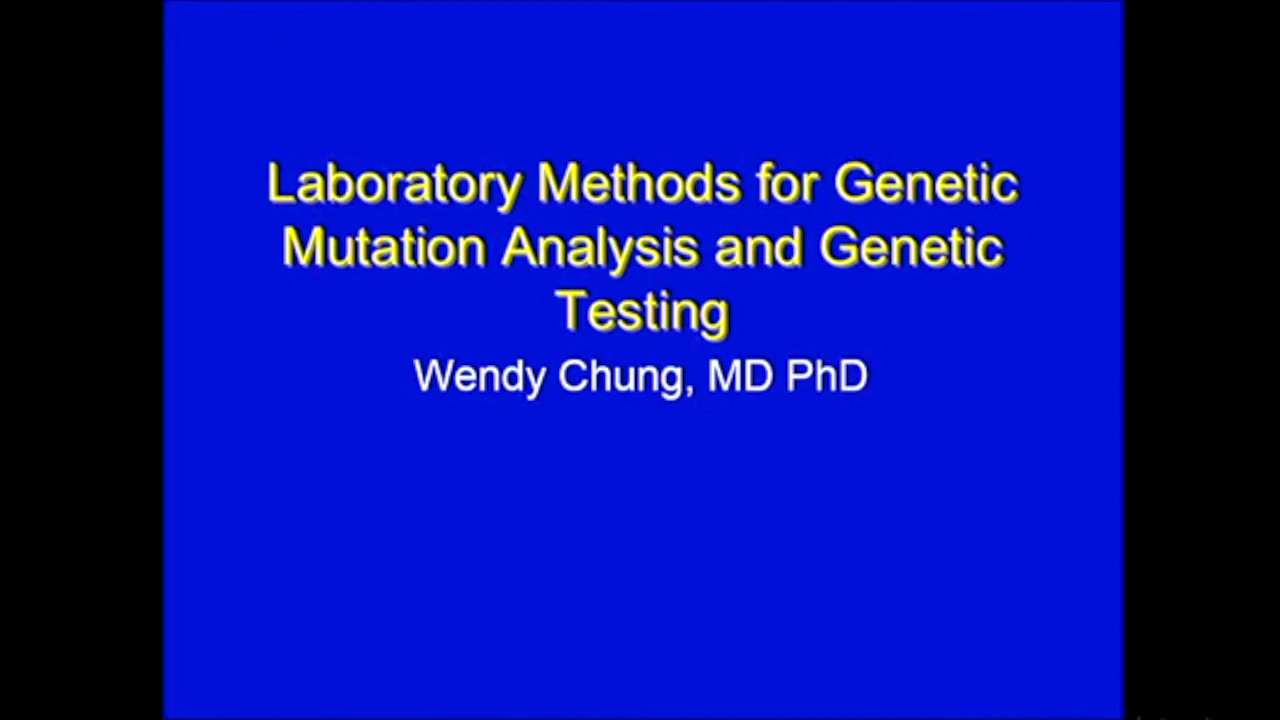 Laboratory Methods for Genetic
Mutation Analysis and Genetic
Testing
Wendy Chung, MD PhD